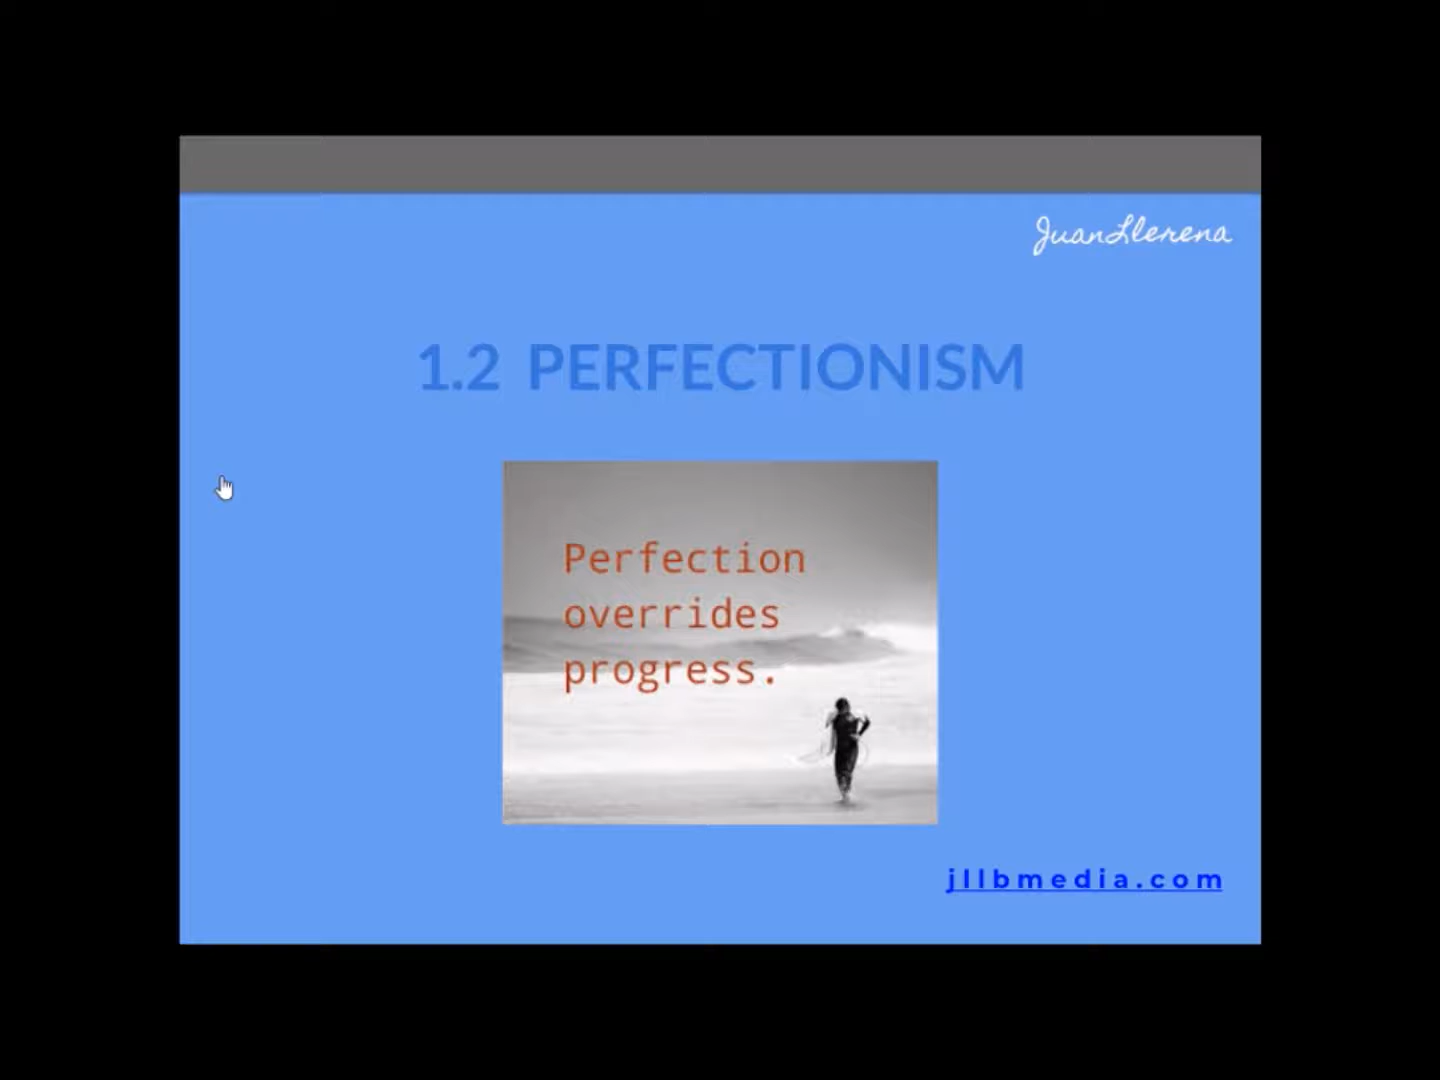 JuanLlerena
1.2 PERFECTIONISM
Perfection
overrides
progress.
jllbmedia.com